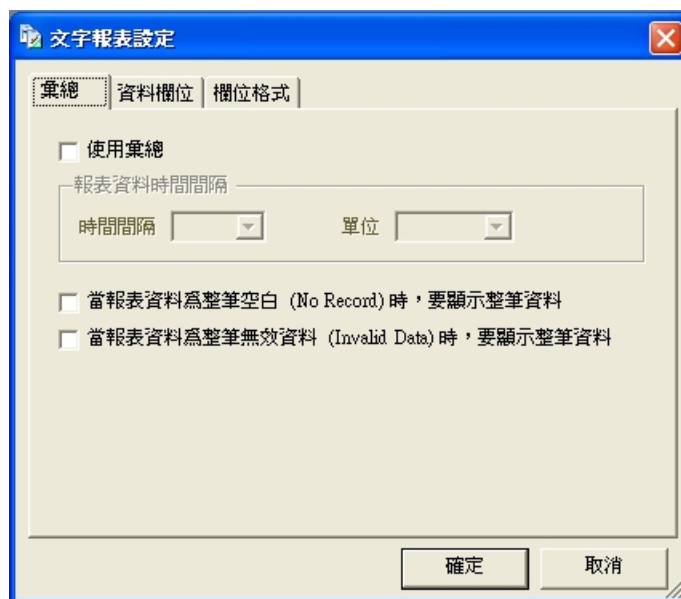 文字報表設定
彙總 資料欄位 欄位格式
使用彙總
報表資料時間間隔
時間間隔 單位
當報表資料為整筆空白 (No Record) 時，要顯示整筆資料
當報表資料為整筆無效資料 (Invalid Data) 時，要顯示整筆資料
確定 取消